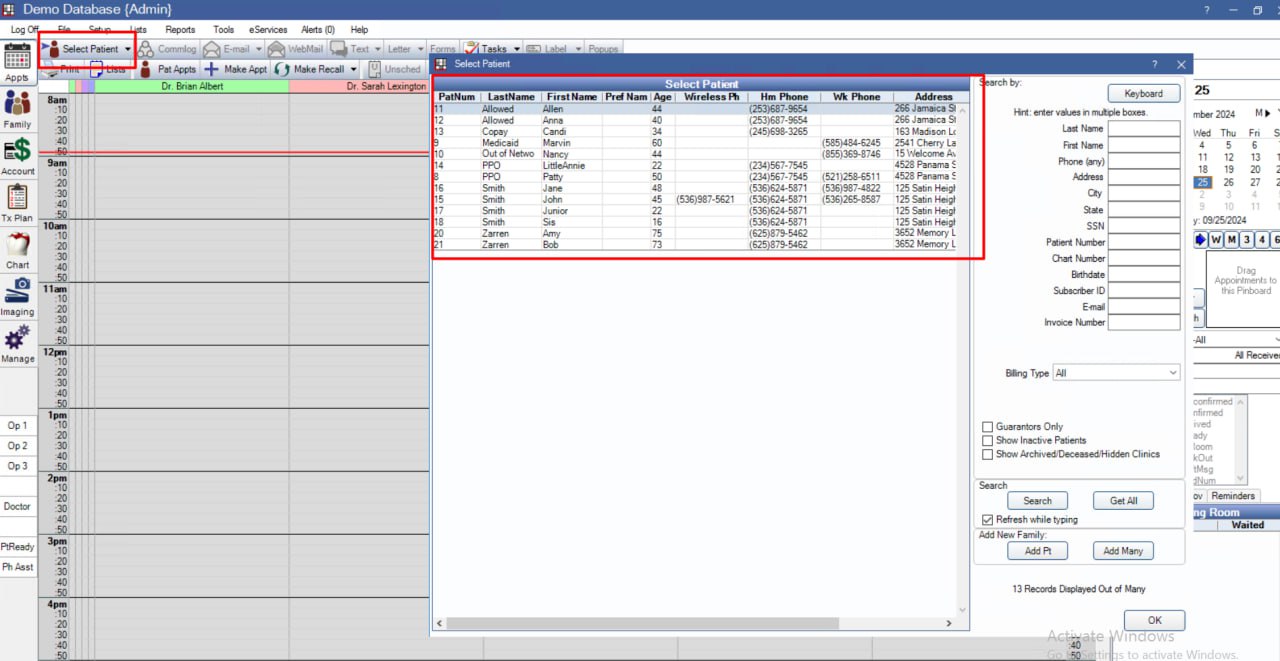 Demo Database {Admin}
Log Off File Setup Lists Reports Tools eServices Alerts (0) Help
Select Patient Commlog E-mail WebMail Text Letter Forms Tasks Label Popups
Print Lists Pat Appts Make Appt Make Recall Unsched
Dr. Brian Albert Dr. Sarah Lexington
Appts
Family
Account
Tx Plan
Chart
Imaging
Manage
Op 1
Op 2
Op 3
Doctor
PtReady
Ph Asst
8am
:10
:20
:30
:40
:50
9am
:10
:20
:30
:40
:50
10am
:10
:20
:30
:40
:50
11am
:10
:20
:30
:40
:50
12pm
:10
:20
:30
:40
:50
1pm
:10
:20
:30
:40
:50
2pm
:10
:20
:30
:40
:50
3pm
:10
:20
:30
:40
:50
4pm
:10
:20
:30
:40
:50
Select Patient
Select Patient
PatNum LastName First Name Pref Nam Age Wireless Ph Hm Phone Wk Phone Address
11 Allowed Allen 44 (253)687-9654 266 Jamaica St
12 Allowed Anna 40 (253)687-9654 266 Jamaica St
13 Copay Candi 34 (245)698-3265 163 Madison Lo
9 Medicaid Marvin 60 (585)484-6245 2541 Cherry La
10 Out of Netwo Nancy 44 (855)369-8746 15 Welcome Av
14 PPO LittleAnnie 22 (234)567-7545 4528 Panama S
8 PPO Patty 50 (234)567-7545 (521)258-6511 4528 Panama S
16 Smith Jane 48 (536)624-5871 (536)987-4822 125 Satin Heigh
15 Smith John 45 (536)987-5621 (536)624-5871 (536)265-8587 125 Satin Heigh
17 Smith Junior 22 (536)624-5871 125 Satin Heigh
18 Smith Sis 16 (536)624-5871 125 Satin Heigh
20 Zarren Amy 75 (625)879-5462 3652 Memory L
21 Zarren Bob 73 (625)879-5462 3652 Memory L
Search by:
Keyboard
Hint: enter values in multiple boxes.
Last Name
First Name
Phone (any)
Address
City
State
SSN
Patient Number
Chart Number
Birthdate
Subscriber ID
E-mail
Invoice Number
Billing Type All
Guarantors Only
Show Inactive Patients
Show Archived/Deceased/Hidden Clinics
Search
Search Get All
Refresh while typing
Add New Family:
Add Pt Add Many
13 Records Displayed Out of Many
OK
25
mber 2024 M
Wed Thu Fri S
4 5 6
11 12 13
18 19 20
25 26 27
2 3 4
9 10 11
y: 09/25/2024
W M 3 4 6
Drag
Appointments to
this Pinboard
h
-All
All Receive
confirmed
nfirmed
ived
ady
loom
kOut
tMsg
dNum
ov Reminders
ng Room
Waited
:40
:50
Activate Windows
Go to Settings to activate Windows.